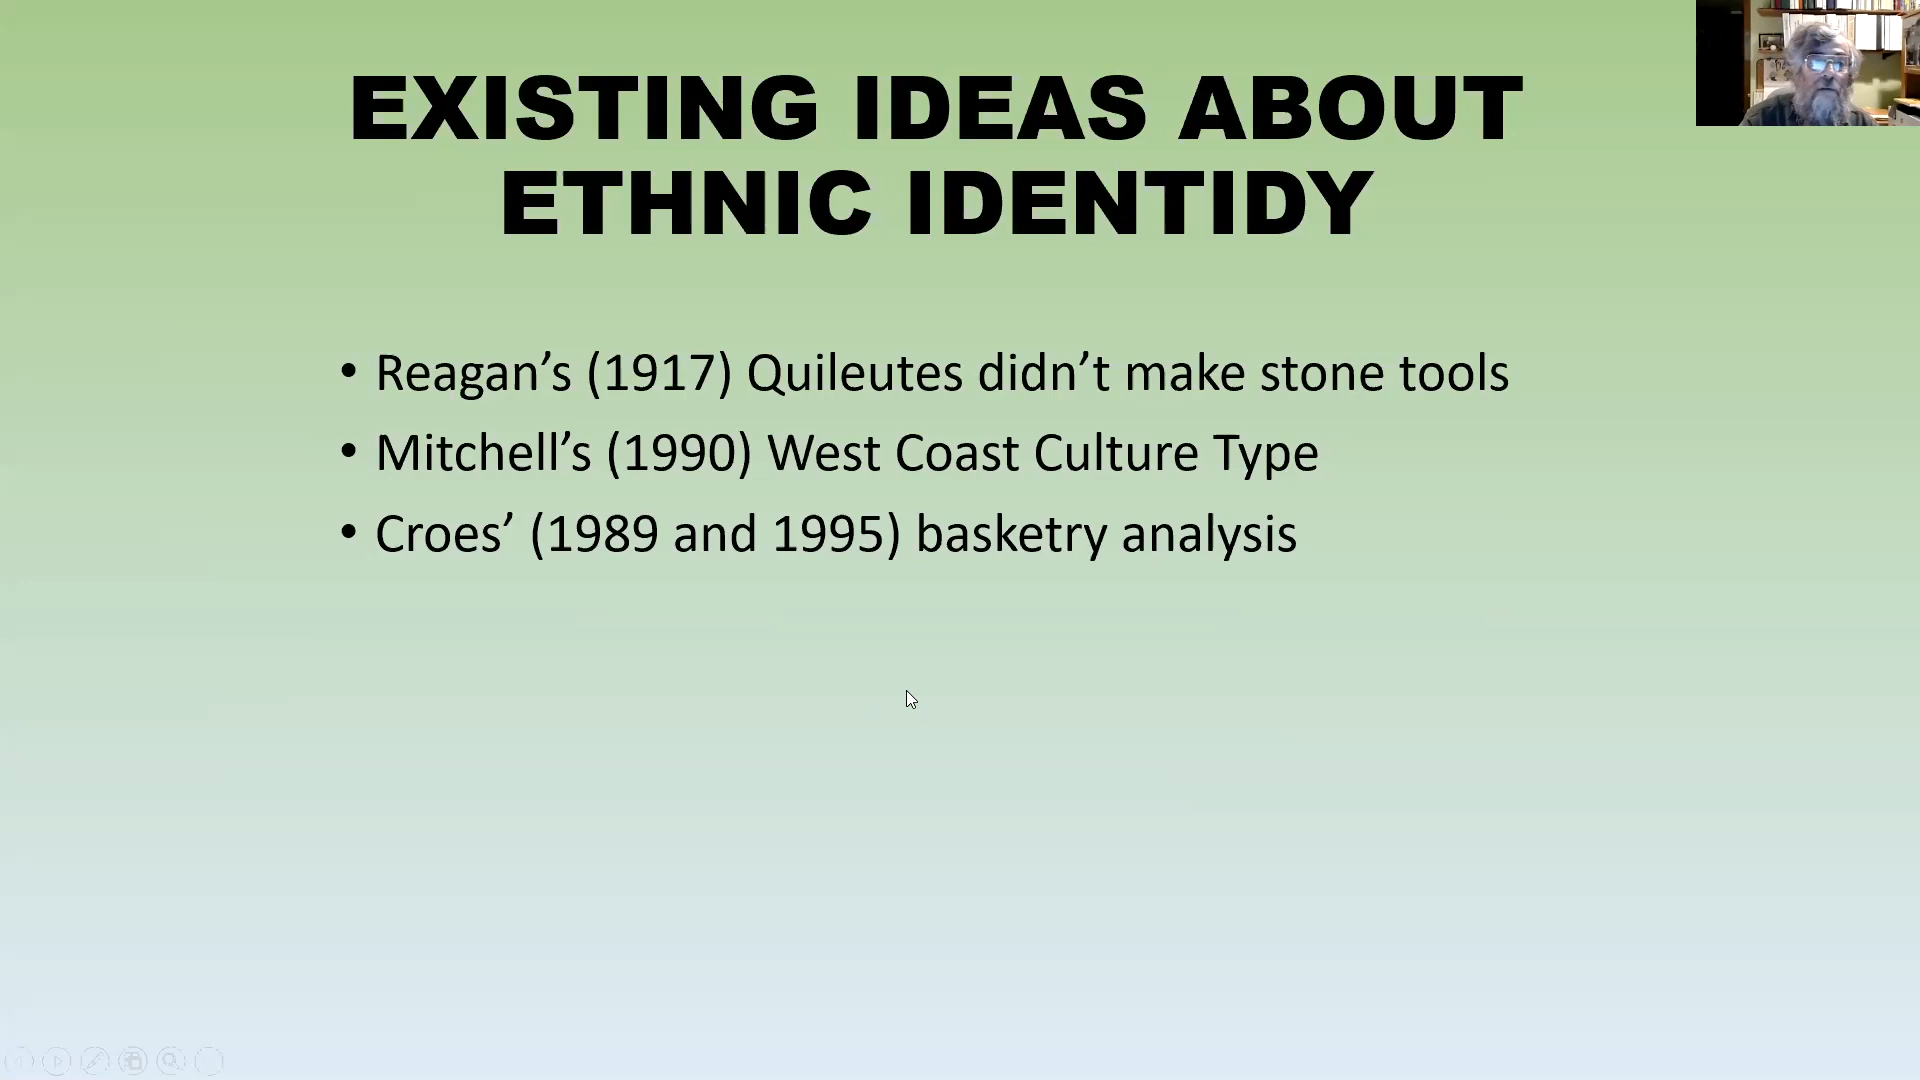 EXISTING IDEAS ABOUT
ETHNIC IDENTIDY
• Reagan’s (1917) Quileutes didn’t make stone tools
• Mitchell’s (1990) West Coast Culture Type
• Croes’ (1989 and 1995) basketry analysis